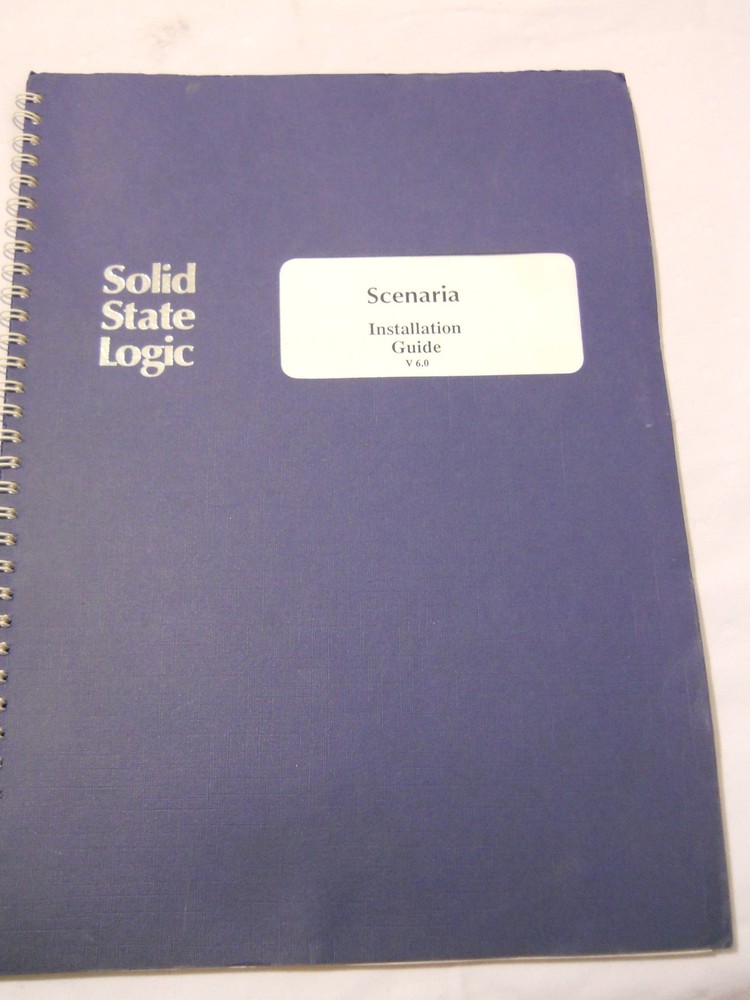 Solid
State
Logic
Scenaria
Installation
Guide
V 6.0